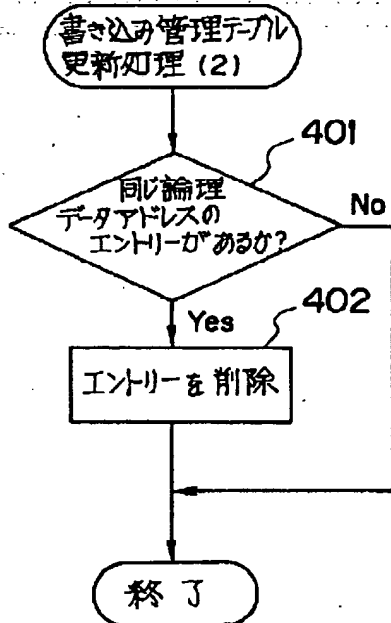 書き込み管理テーブル
更新処理 (2)
401
同じ論理
データアドレスの
エントリーがあるか?
No
402
Yes
エントリーを削除
終了